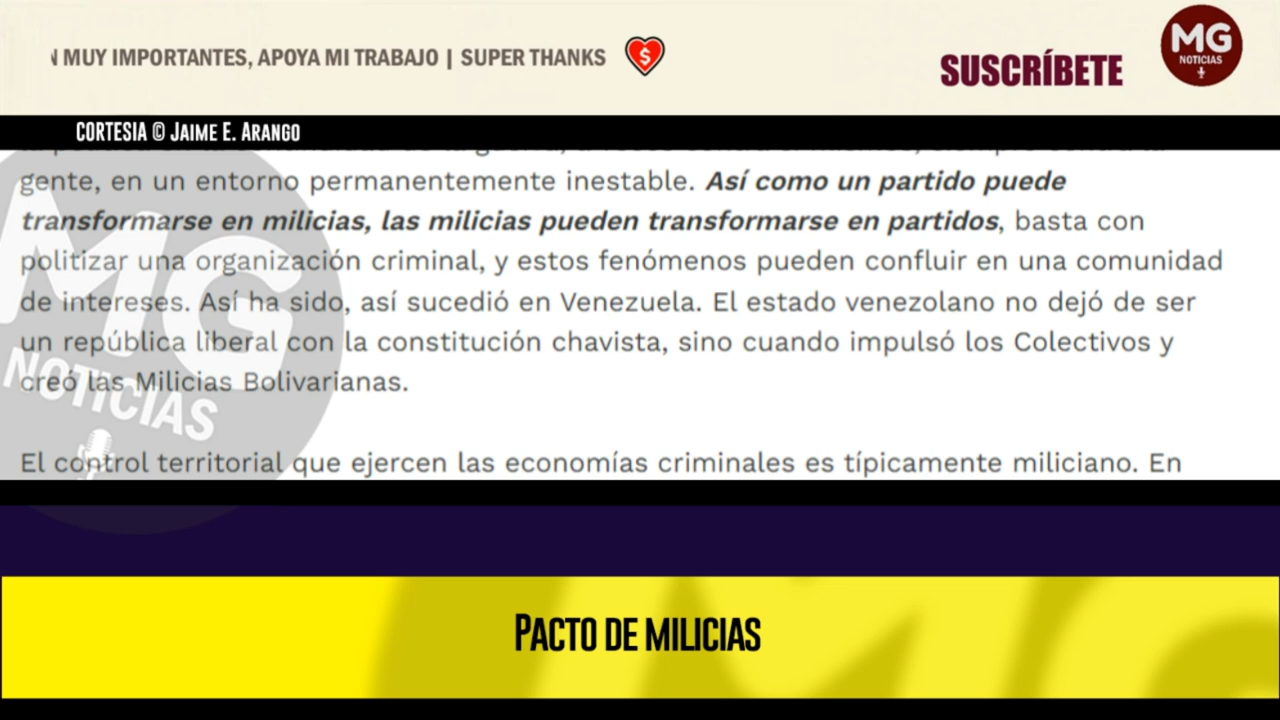 MUY IMPORTANTES, APOYA MI TRABAJO | SUPER THANKS
SUSCRÍBETE
MG
NOTICIAS
CORTESIA © JAIME E. ARANGO
gente, en un entorno permanentemente inestable. Así como un partido puede
transformarse en milicias, las milicias pueden transformarse en partidos, basta con
politizar una organización criminal, y estos fenómenos pueden confluir en una comunidad
de intereses. Así ha sido, así sucedió en Venezuela. El estado venezolano no dejó de ser
un república liberal con la constitución chavista, sino cuando impulsó los Colectivos y
creó las Milicias Bolivarianas.
El control territorial que ejercen las economías criminales es típicamente miliciano. En
MG
NOTICIAS
PACTO DE MILICIAS